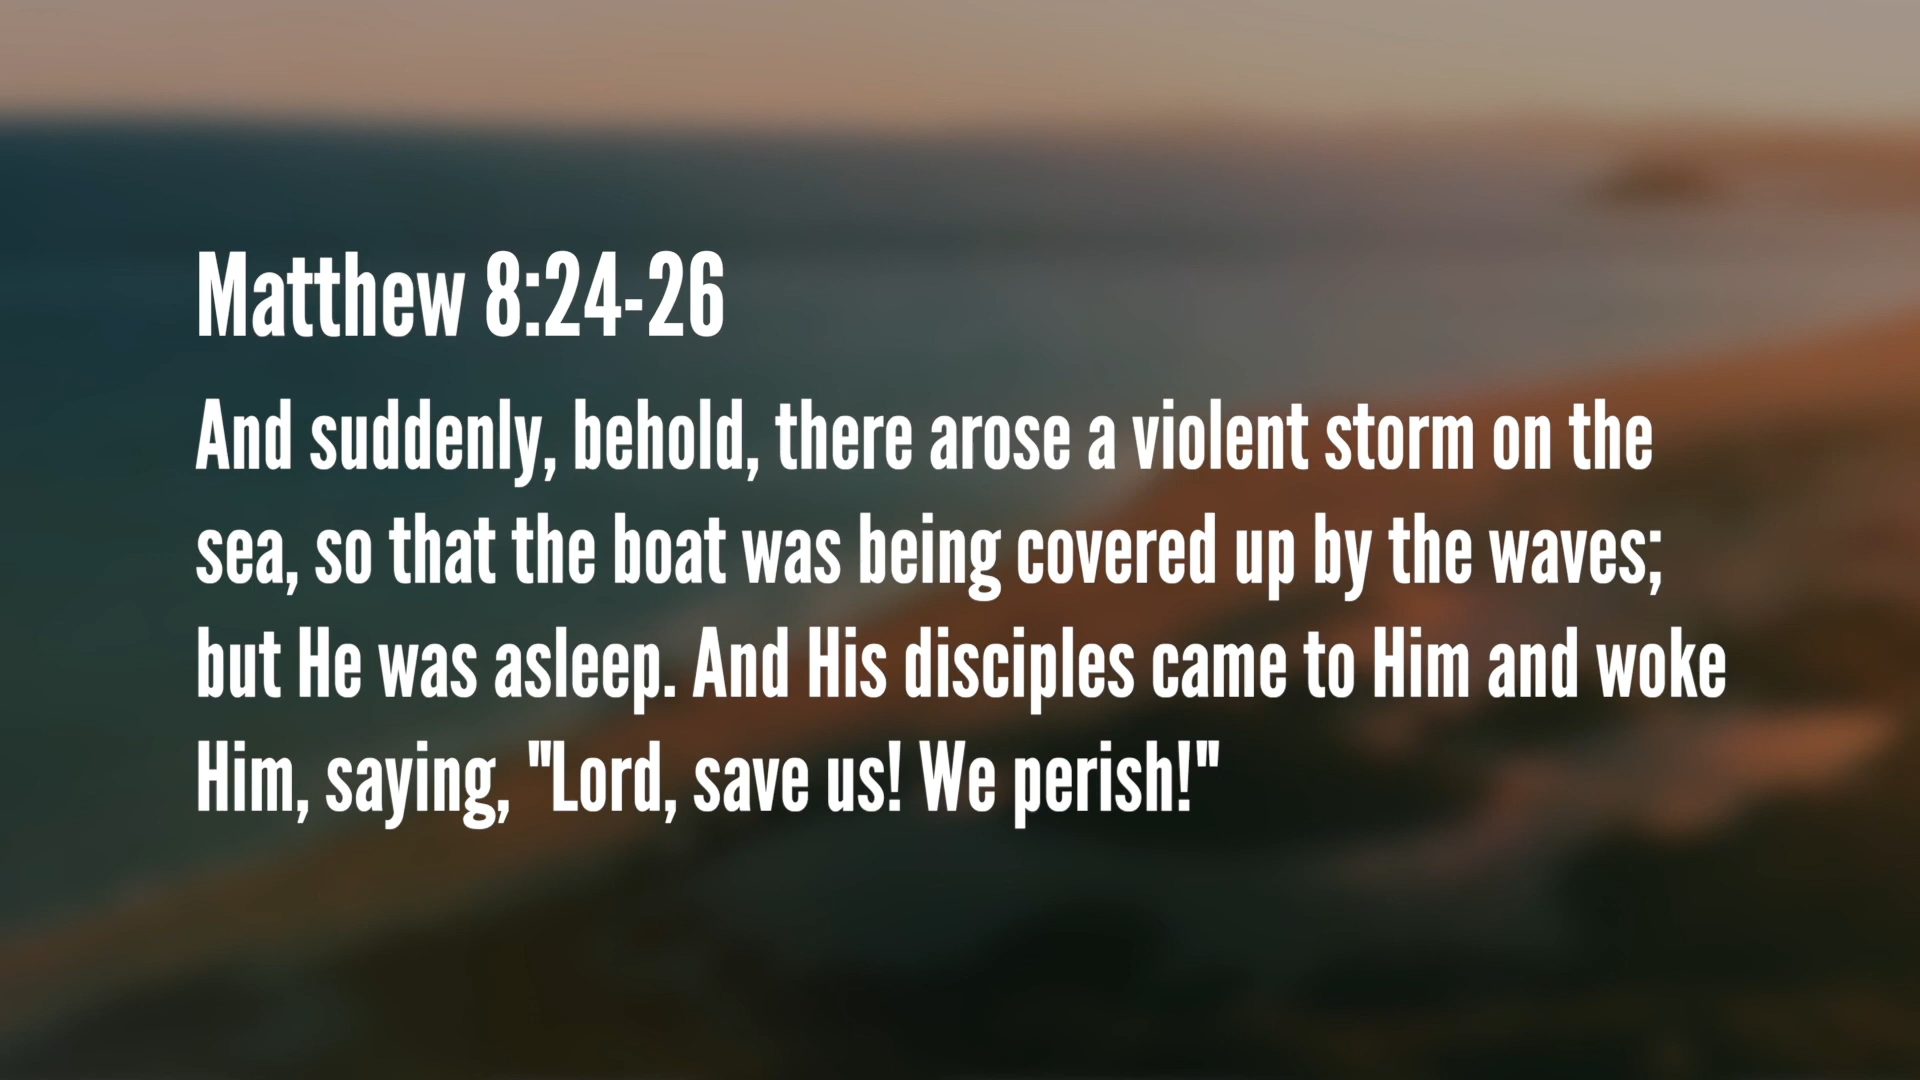 Matthew 8:24-26
And suddenly, behold, there arose a violent storm on the
sea, so that the boat was being covered up by the waves;
but He was asleep. And His disciples came to Him and woke
Him, saying, "Lord, save us! We perish!"